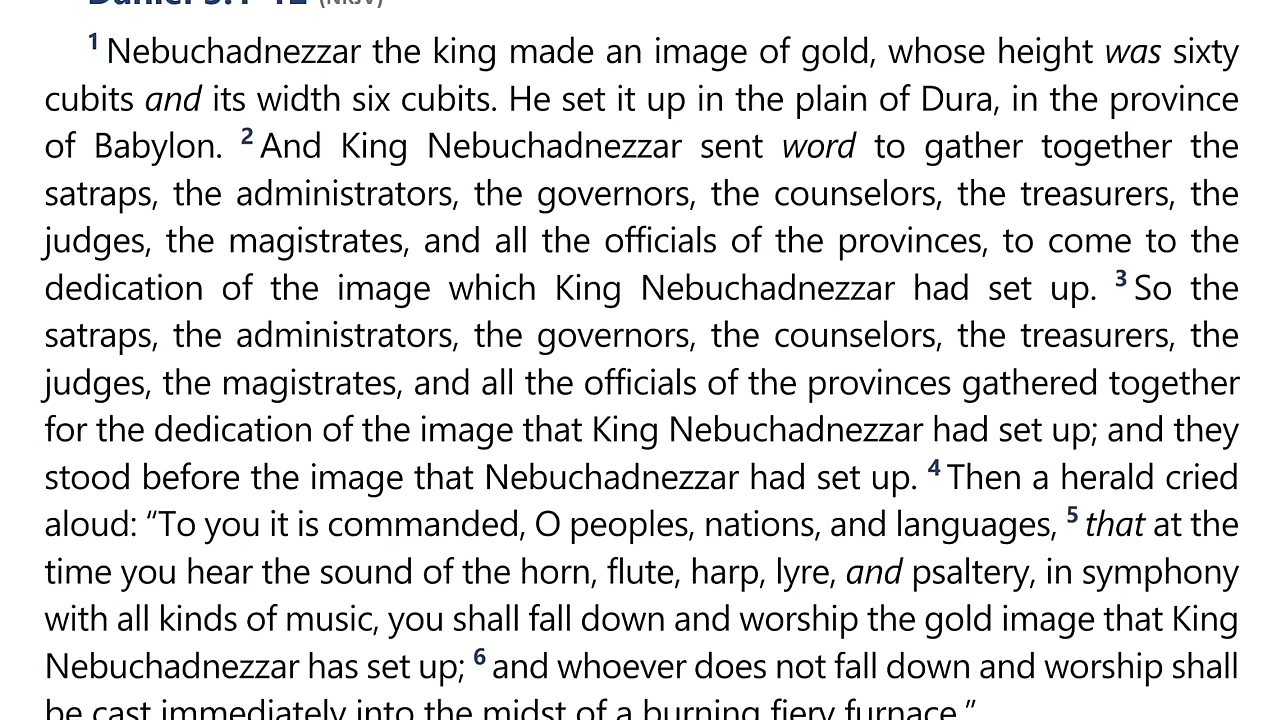 Daniel 3:1–12 (NKJV)
1 Nebuchadnezzar the king made an image of gold, whose height was sixty
cubits and its width six cubits. He set it up in the plain of Dura, in the province
of Babylon. 2 And King Nebuchadnezzar sent word to gather together the
satraps, the administrators, the governors, the counselors, the treasurers, the
judges, the magistrates, and all the officials of the provinces, to come to the
dedication of the image which King Nebuchadnezzar had set up. 3 So the
satraps, the administrators, the governors, the counselors, the treasurers, the
judges, the magistrates, and all the officials of the provinces gathered together
for the dedication of the image that King Nebuchadnezzar had set up; and they
stood before the image that Nebuchadnezzar had set up. 4 Then a herald cried
aloud: “To you it is commanded, O peoples, nations, and languages, 5 that at the
time you hear the sound of the horn, flute, harp, lyre, and psaltery, in symphony
with all kinds of music, you shall fall down and worship the gold image that King
Nebuchadnezzar has set up; 6 and whoever does not fall down and worship shall
be cast immediately into the midst of a burning fiery furnace.”